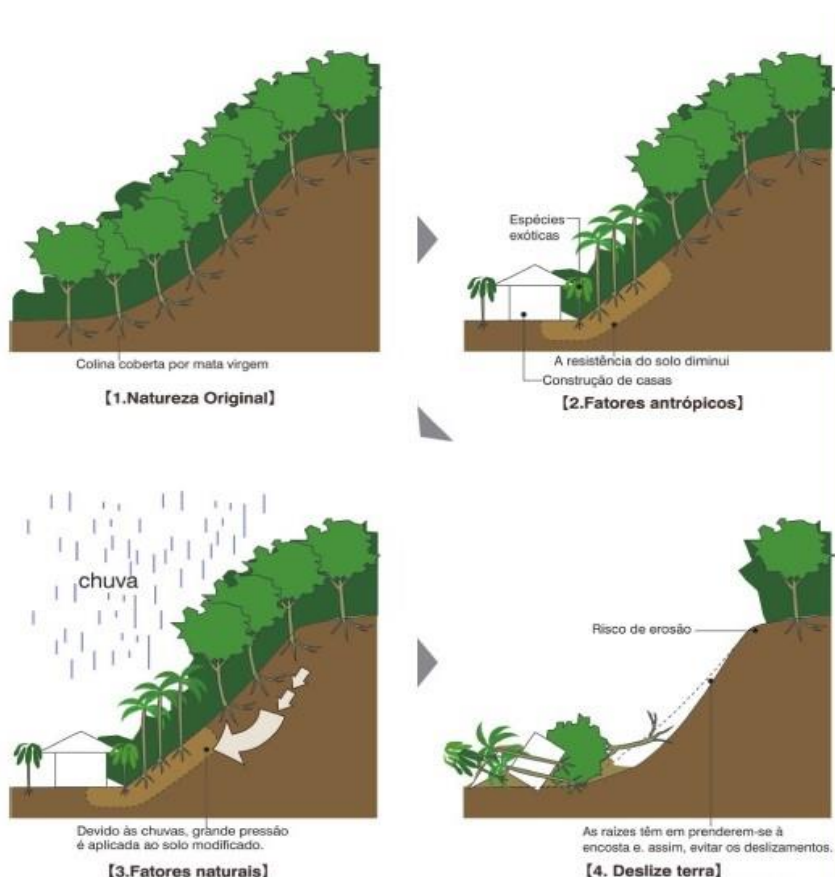 Colina coberta por mata virgem
【1.Natureza Original】
Espécies
exóticas
A resistência do solo diminui
Construção de casas
【2.Fatores antrópicos】
chuva
Devido às chuvas, grande pressão
é aplicada ao solo modificado.
【3.Fatores naturais】
Risco de erosão
As raízes têm em prenderem-se à
encosta e. assim, evitar os deslizamentos.
【4. Deslize terra】